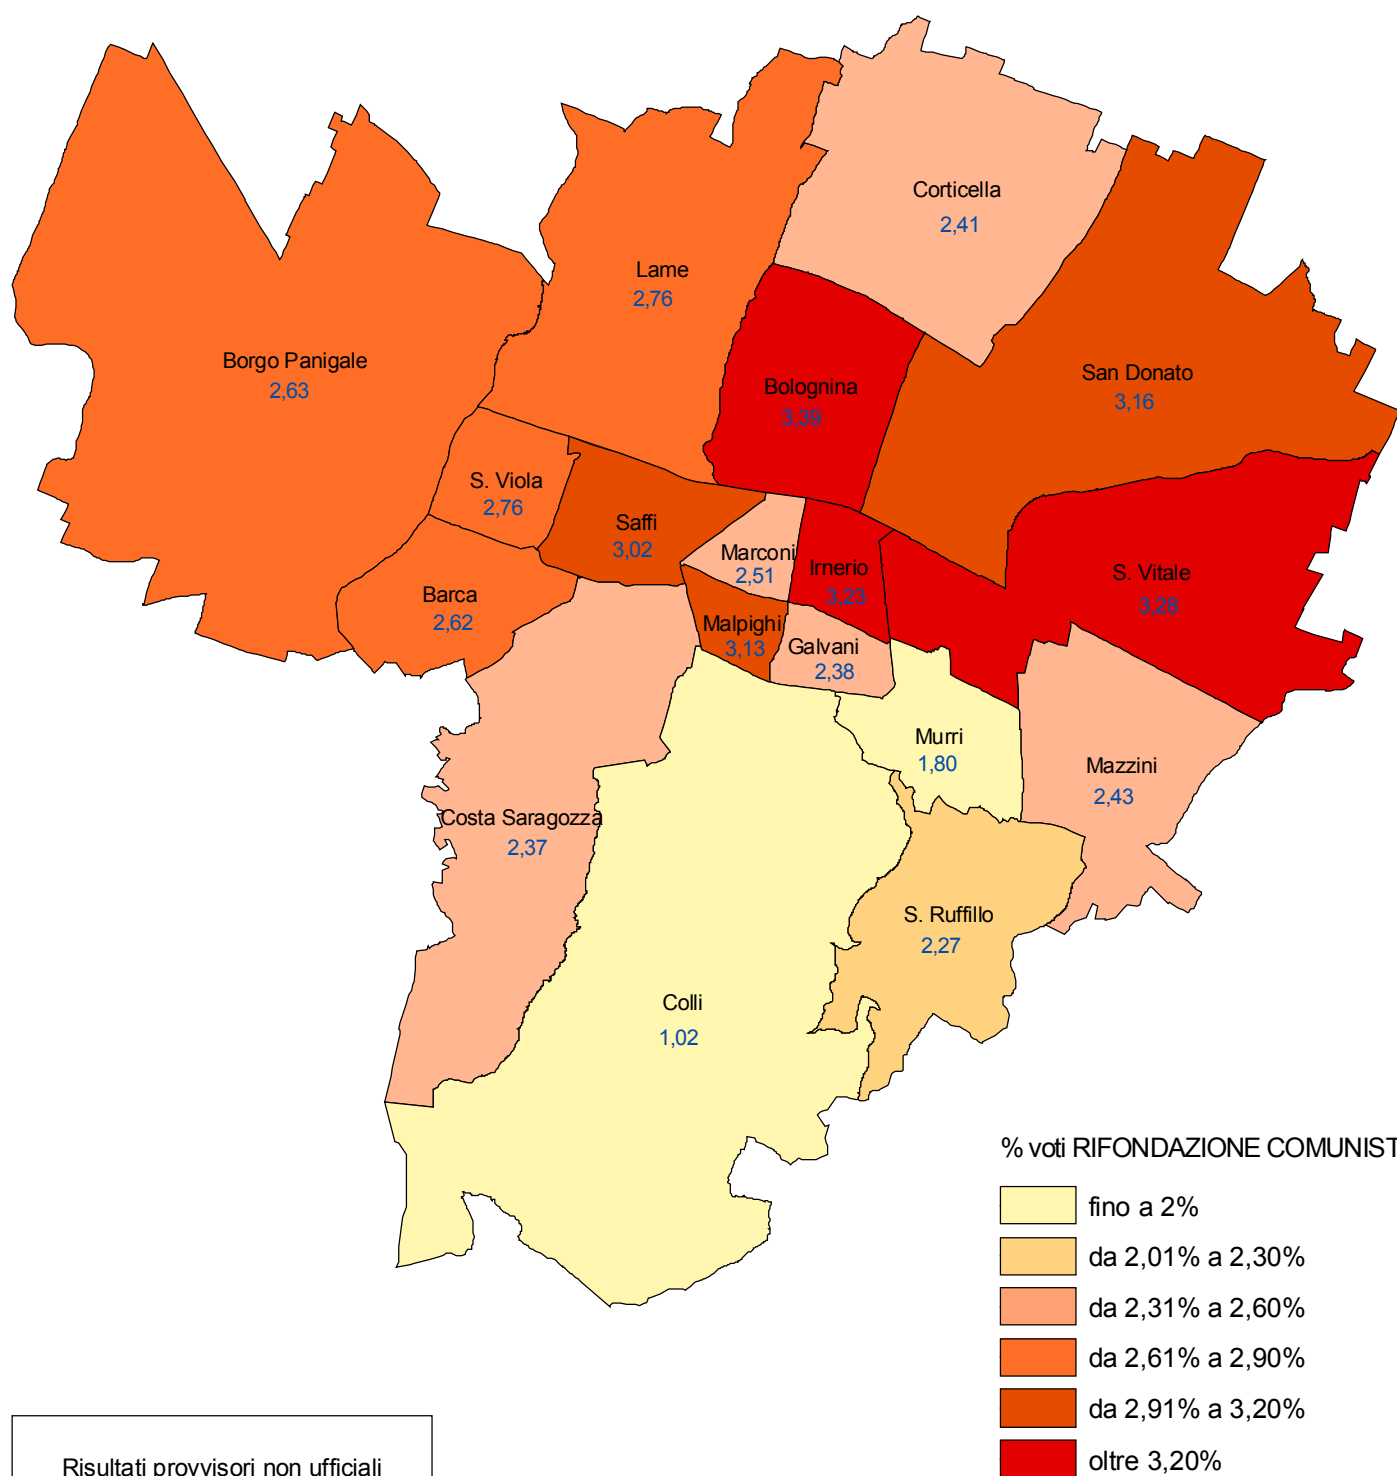 Corticella
2,41
Lame
2,76
Borgo Panigale
2,63
Bolognina
3,39
San Donato
3,16
S. Viola
2,76
Saffi
3,02
Marconi
2,51
Irnerio
3,23
S. Vitale
3,28
Barca
2,62
Malpighi
3,13
Galvani
2,38
Murri
1,80
Mazzini
2,43
Costa Saragozza
2,37
S. Ruffillo
2,27
Colli
1,02
% voti RIFONDAZIONE COMUNIST
fino a 2%
da 2,01% a 2,30%
da 2,31% a 2,60%
da 2,61% a 2,90%
da 2,91% a 3,20%
oltre 3,20%
Risultati provvisori non ufficiali